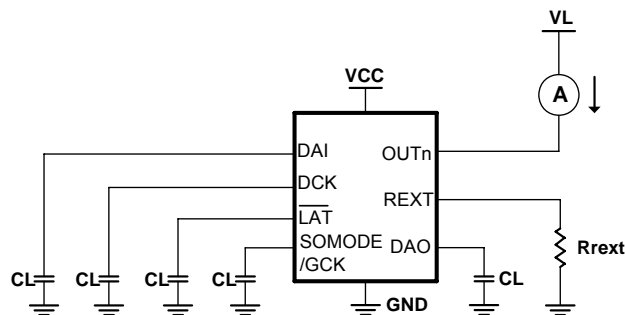 VL
VCC
A
DAI
OUTn
DCK
REXT
LAT
SOMODE
/GCK
DAO
Rrext
CL
CL
CL
CL
CL
GND